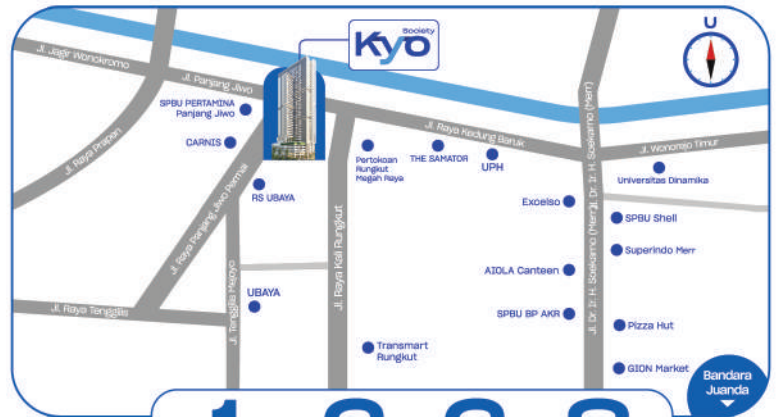 Society
Kyo
U
Jl. Jagir Wonokromo
Jl. Panjang Jiwo
SPBU PERTAMINA
Panjang Jiwo
CARNIS
Jl. Raya Prapen
Jl. Raya Kedung Baruk
Jl. Dr. Ir. H. Soekarno (Merr)
Jl. Wonorejo Timur
Pertokoan
Rungkut
Megah Raya
THE SAMATOR
UPH
Universitas Dinamika
RS UBAYA
Jl. Raya Panjang Jiwo Permai
Excelso
SPBU Shell
Superindo Merr
AIOLA Canteen
UBAYA
Jl. Raya Kali Rungkut
Jl. Tenggilis Mejoyo
Jl. Raya Tenggilis
SPBU BP AKR
Jl. Dr. Ir. H. Soekarno (Merr)
Pizza Hut
Transmart
Rungkut
GION Market
Bandara
Juanda